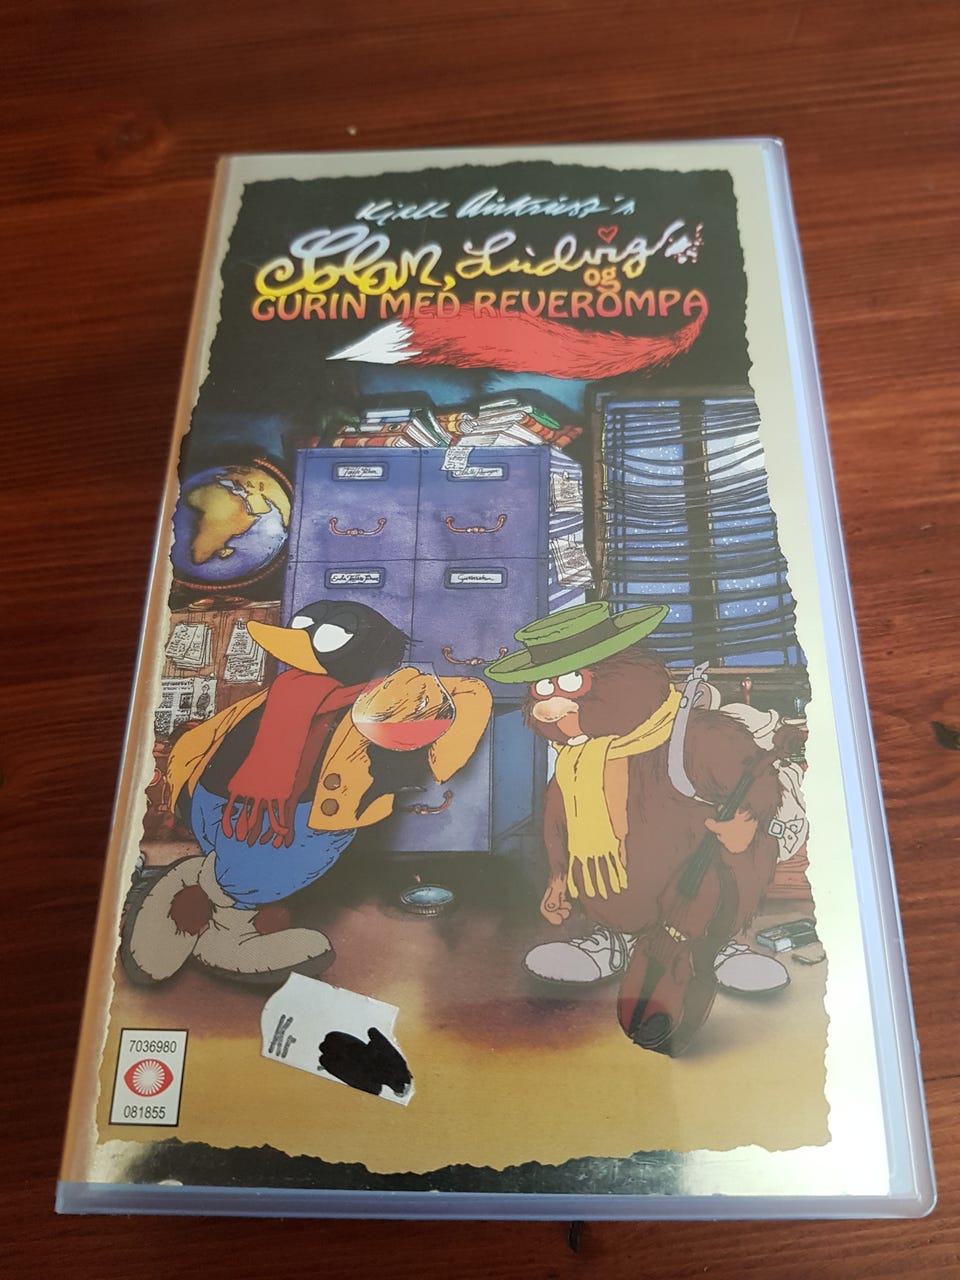 Kjell Aukrust's
Solan, Ludvig
og
GURIN MED REVEROMPA
Kr
7036980
081855